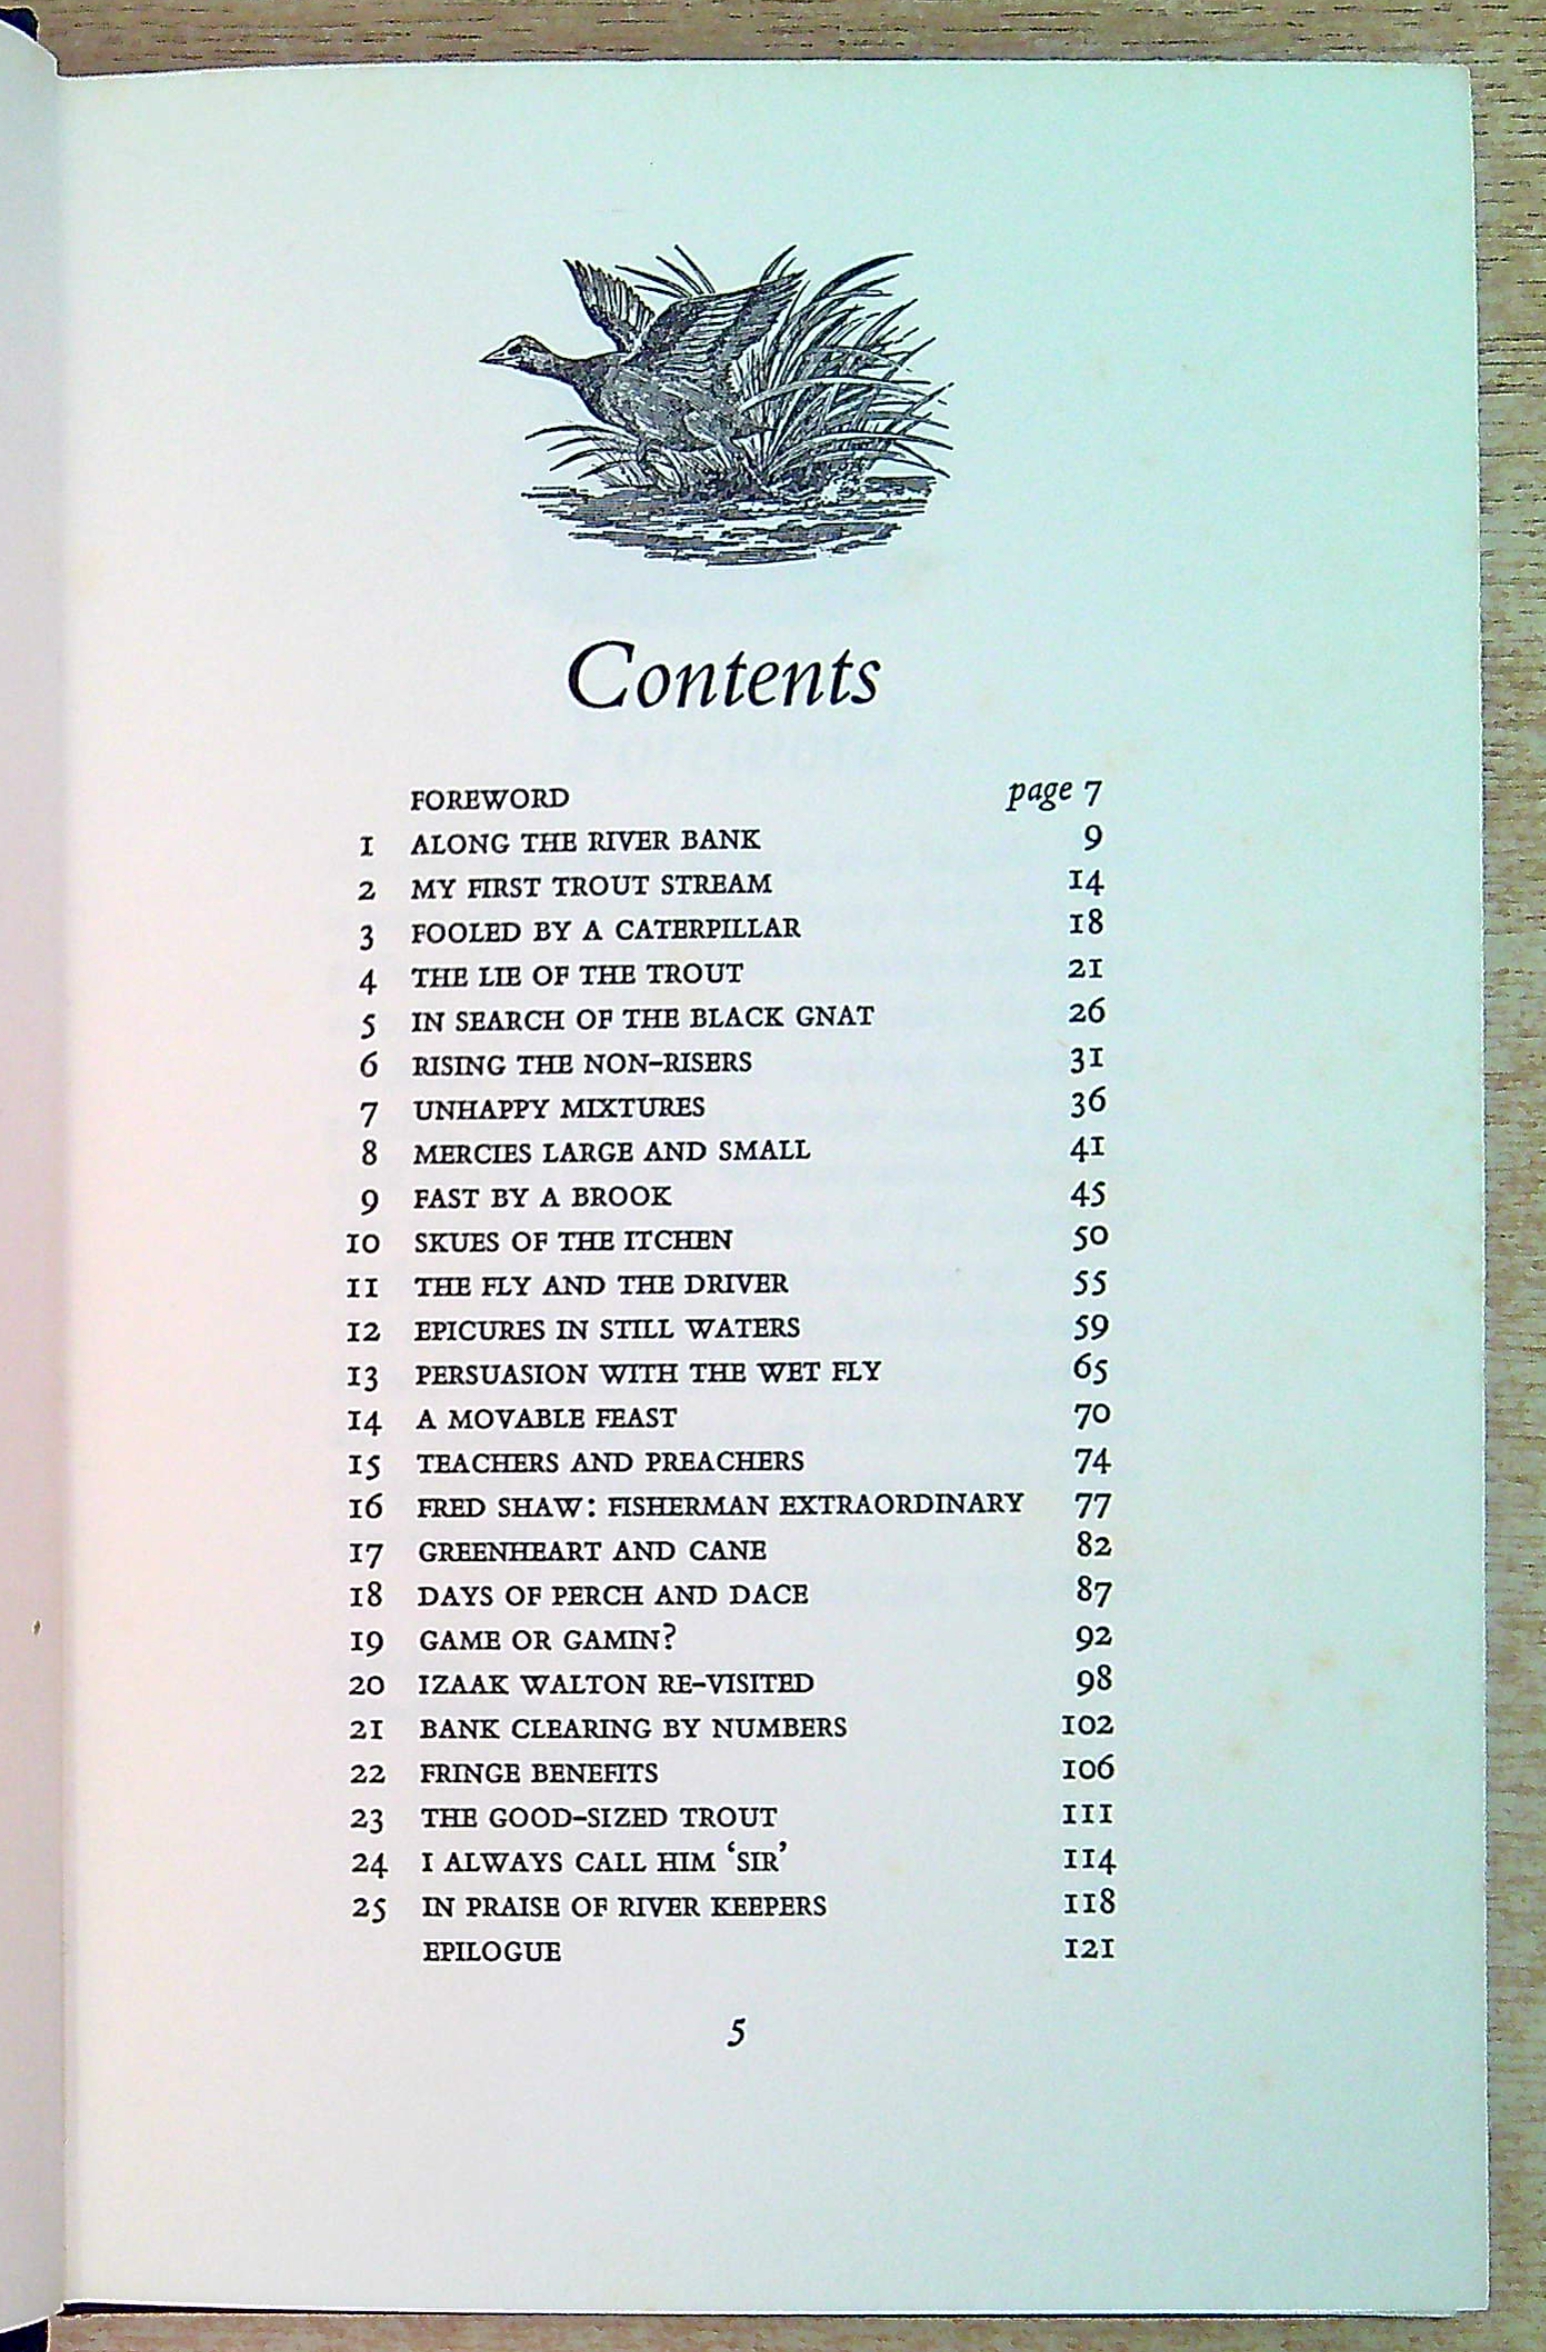 Contents
FOREWORD page 7
1 ALONG THE RIVER BANK 9
2 MY FIRST TROUT STREAM 14
3 FOOLED BY A CATERPILLAR 18
4 THE LIE OF THE TROUT 21
5 IN SEARCH OF THE BLACK GNAT 26
6 RISING THE NON-RISERS 31
7 UNHAPPY MIXTURES 36
8 MERCIES LARGE AND SMALL 41
9 FAST BY A BROOK 45
10 SKUES OF THE ITCHEN 50
11 THE FLY AND THE DRIVER 55
12 EPICURES IN STILL WATERS 59
13 PERSUASION WITH THE WET FLY 65
14 A MOVABLE FEAST 70
15 TEACHERS AND PREACHERS 74
16 FRED SHAW: FISHERMAN EXTRAORDINARY 77
17 GREENHEART AND CANE 82
18 DAYS OF PERCH AND DACE 87
19 GAME OR GAMIN? 92
20 IZAAK WALTON RE-VISITED 98
21 BANK CLEARING BY NUMBERS 102
22 FRINGE BENEFITS 106
23 THE GOOD-SIZED TROUT 111
24 I ALWAYS CALL HIM ‘SIR’ 114
25 IN PRAISE OF RIVER KEEPERS 118
EPILOGUE 121
5